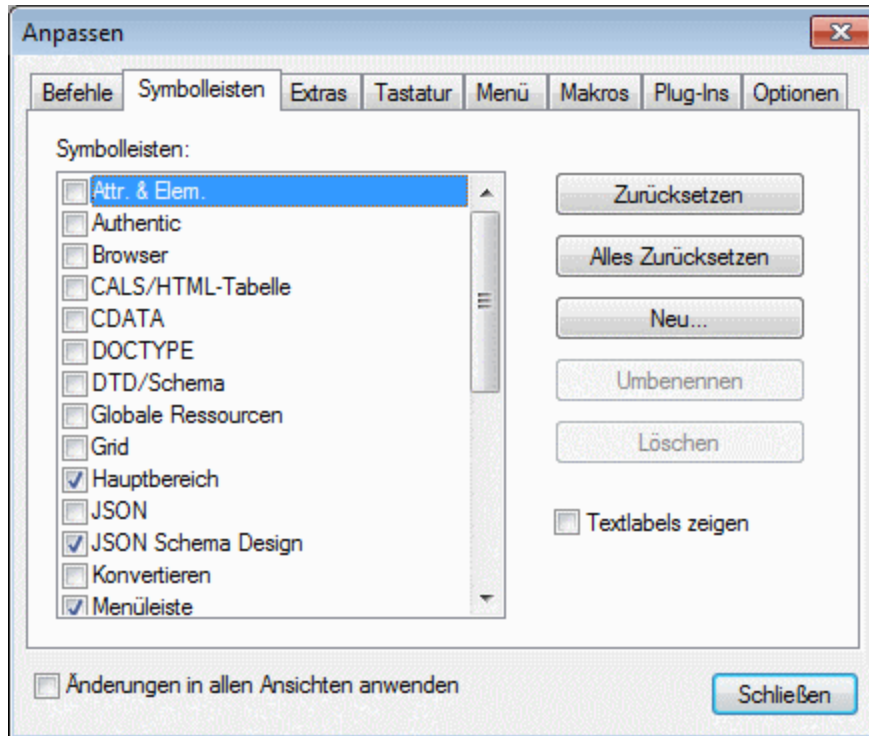 Anpassen
Befehle Symbolleisten Extras Tastatur Menü Makros Plug-Ins Optionen
Symbolleisten:
Attr. & Elem.
Authentic
Browser
CALS/HTML-Tabelle
CDATA
DOCTYPE
DTD/Schema
Globale Ressourcen
Grid
Hauptbereich
JSON
JSON Schema Design
Konvertieren
Menüleiste
Zurücksetzen
Alles Zurücksetzen
Neu...
Umbenennen
Löschen
Textlabels zeigen
Änderungen in allen Ansichten anwenden
Schließen